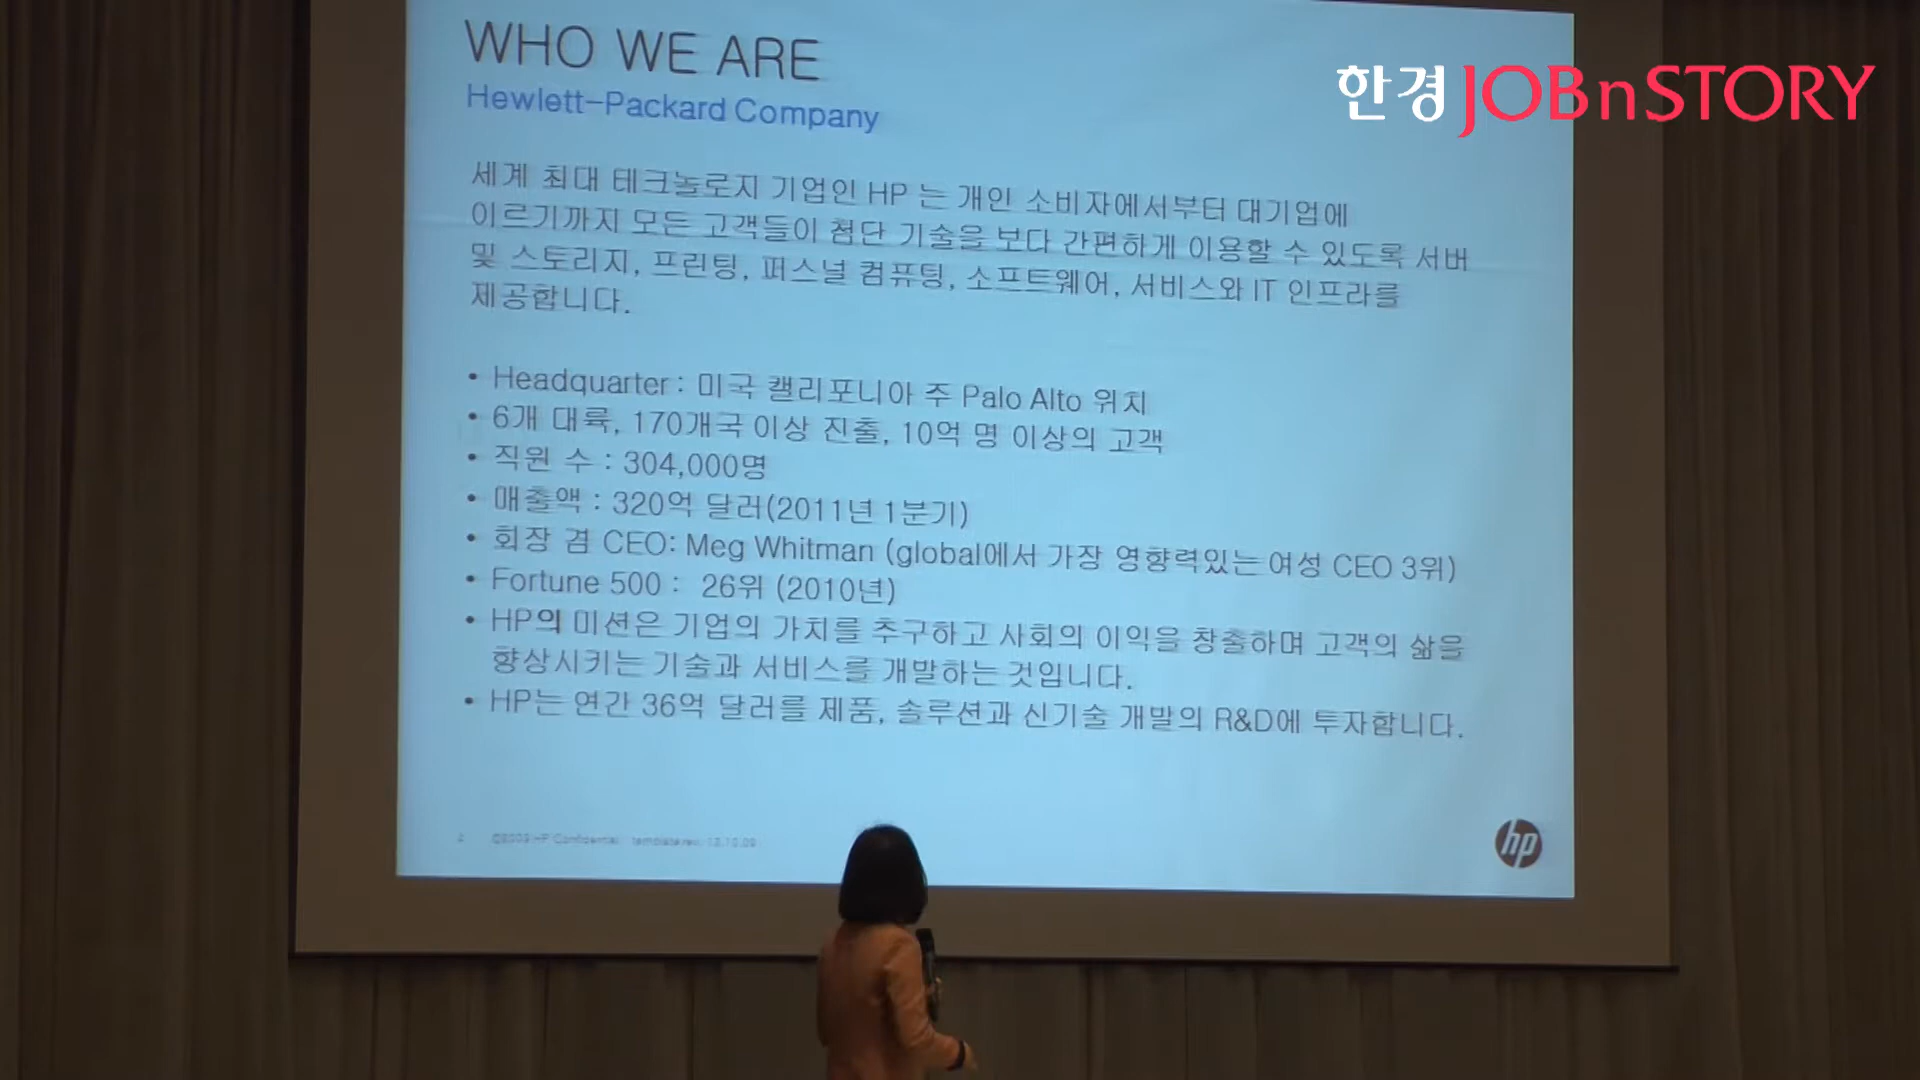 WHO WE ARE
Hewlett-Packard Company
한경 JOBnSTORY
세계 최대 테크놀로지 기업인 HP 는 개인 소비자에서부터 대기업에
이르기까지 모든 고객들이 첨단 기술을 보다 간편하게 이용할 수 있도록 서버
및 스토리지, 프린팅, 퍼스널 컴퓨팅, 소프트웨어, 서비스와 IT 인프라를
제공합니다.
• Headquarter : 미국 캘리포니아 주 Palo Alto 위치
• 6개 대륙, 170개국 이상 진출, 10억 명 이상의 고객
• 직원 수 : 304,000명
• 매출액 : 320억 달러(2011년 1분기)
• 회장 겸 CEO: Meg Whitman (global에서 가장 영향력있는 여성 CEO 3위)
• Fortune 500 : 26위 (2010년)
• HP의 미션은 기업의 가치를 추구하고 사회의 이익을 창출하며 고객의 삶을
향상시키는 기술과 서비스를 개발하는 것입니다.
• HP는 연간 36억 달러를 제품, 솔루션과 신기술 개발의 R&D에 투자합니다.
©2009 HP Confidential
hp